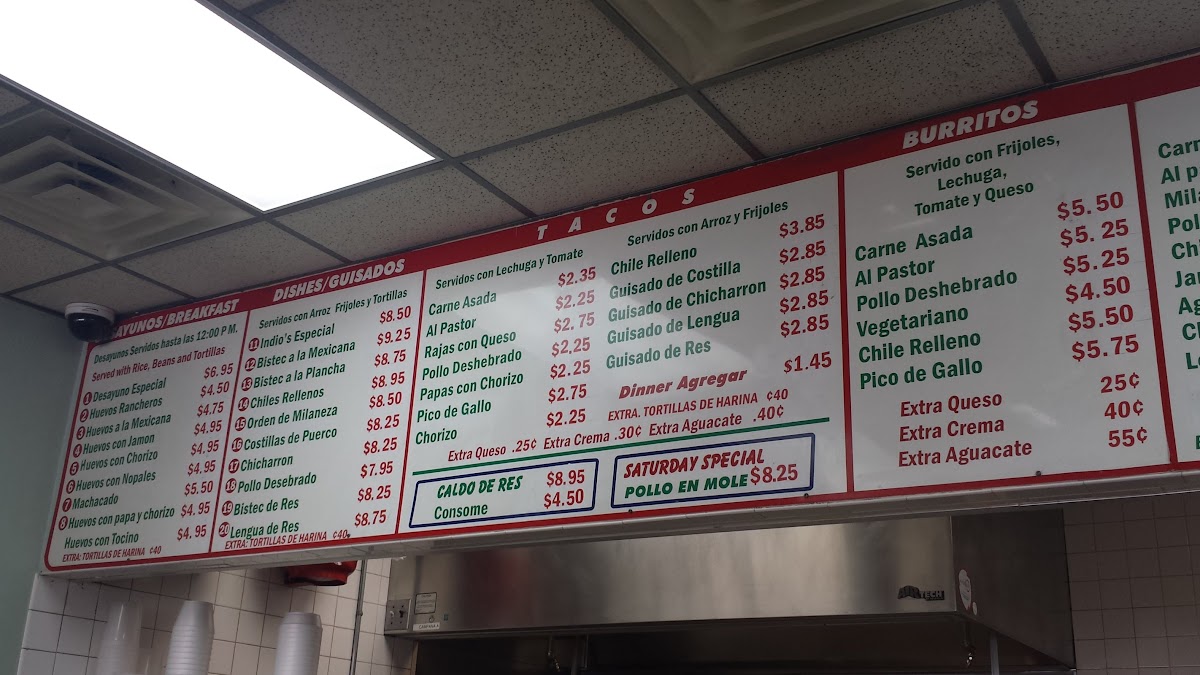 AYUNOS/BREAKFAST
Desayunos Servidos hasta las 12:00 P M.
Served with Rice, Beans and Tortillas
1 Desayuno Especial $6.95
2 Huevos Rancheros $4.50
3 Huevos a la Mexicana $4.75
4 Huevos con Jamon $4.95
5 Huevos con Chorizo $4.95
6 Huevos con Nopales $4.95
7 Machacado $5.50
8 Huevos con papa y chorizo $4.95
Huevos con Tocino $4.95
EXTRA: TORTILLAS DE HARINA ¢40
DISHES/GUISADOS
Servidos con Arroz Frijoles y Tortillas
11 Indio's Especial $8.50
12 Bistec a la Mexicana $9.25
13 Bistec a la Plancha $8.75
14 Chiles Rellenos $8.95
15 Orden de Milaneza $8.50
16 Costillas de Puerco $8.25
17 Chicharron $8.25
18 Pollo Desebrado $7.95
19 Bistec de Res $8.25
20 Lengua de Res $8.75
EXTRA: TORTILLAS DE HARINA ¢40
TACOS
Servidos con Lechuga y Tomate
Carne Asada $2.35
Al Pastor $2.25
Rajas con Queso $2.75
Pollo Deshebrado $2.25
Papas con Chorizo $2.25
Pico de Gallo $2.75
Chorizo $2.25
Servidos con Arroz y Frijoles
Chile Relleno $3.85
Guisado de Costilla $2.85
Guisado de Chicharron $2.85
Guisado de Lengua $2.85
Guisado de Res $2.85
Dinner Agregar $1.45
EXTRA. TORTILLAS DE HARINA ¢40
Extra Queso .25¢ Extra Crema .30¢ Extra Aguacate .40¢
CALDO DE RES $8.95
Consome $4.50
SATURDAY SPECIAL
POLLO EN MOLE $8.25
BURRITOS
Servido con Frijoles,
Lechuga,
Tomate y Queso
Carne Asada $5.50
Al Pastor $5.25
Pollo Deshebrado $5.25
Vegetariano $4.50
Chile Relleno $5.50
Pico de Gallo $5.75
Extra Queso 25¢
Extra Crema 40¢
Extra Aguacate 55¢
Carn
Al p
Mila
Pol
Ch
Ja
Ag
C
L